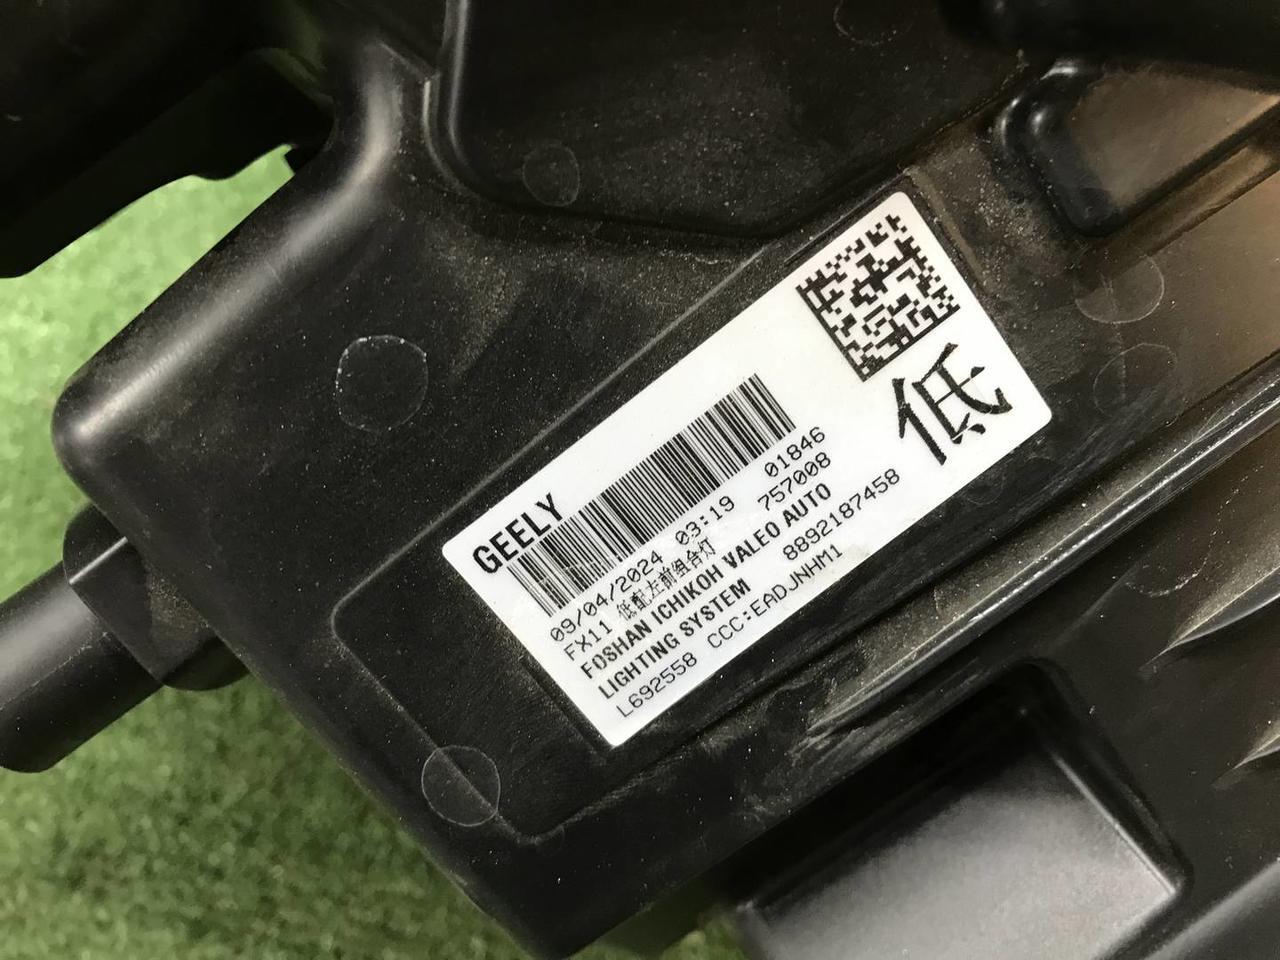 GEELY
09/04/2024 03:19 01846
FX11 低配左前组合灯 757008
FOSHAN ICHIKOH VALEO AUTO
LIGHTING SYSTEM 8892187458
L692558 CCC:EADJNHM1
低